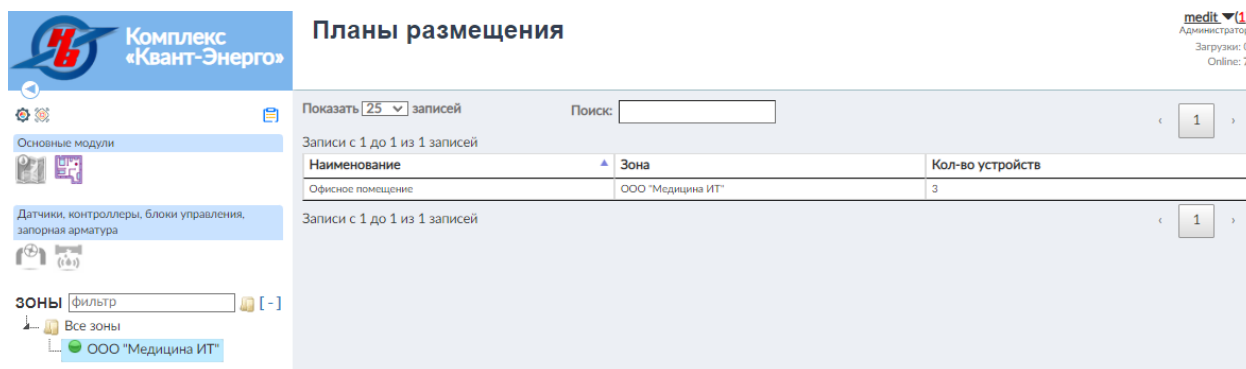 Комплекс
«Квант-Энерго»
Планы размещения
medit (1
Администратор
Загрузки:
Online:
Основные модули
Датчики, контроллеры, блоки управления,
запорная арматура
ЗОНЫ фильтр [-]
Все зоны
ООО "Медицина ИТ"
Показать 25 записей Поиск: ‹ 1 ›
Записи с 1 до 1 из 1 записей
Наименование Зона Кол-во устройств
Офисное помещение ООО "Медицина ИТ" 3
Записи с 1 до 1 из 1 записей ‹ 1 ›